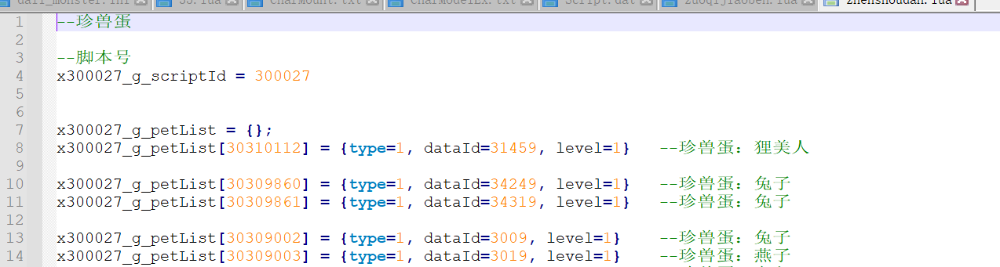 dali_monster.ini JJ.lua CharMount.txt CharModelEx.txt Script.dat zuoqijiaoben.lua zhenshoudan.lua
1 --珍兽蛋
2
3 --脚本号
4 x300027_g_scriptId = 300027
5
6
7 x300027_g_petList = {};
8 x300027_g_petList[30310112] = {type=1, dataId=31459, level=1} --珍兽蛋：狸美人
9
10 x300027_g_petList[30309860] = {type=1, dataId=34249, level=1} --珍兽蛋：兔子
11 x300027_g_petList[30309861] = {type=1, dataId=34319, level=1} --珍兽蛋：兔子
12
13 x300027_g_petList[30309002] = {type=1, dataId=3009, level=1} --珍兽蛋：兔子
14 x300027_g_petList[30309003] = {type=1, dataId=3019, level=1} --珍兽蛋：燕子